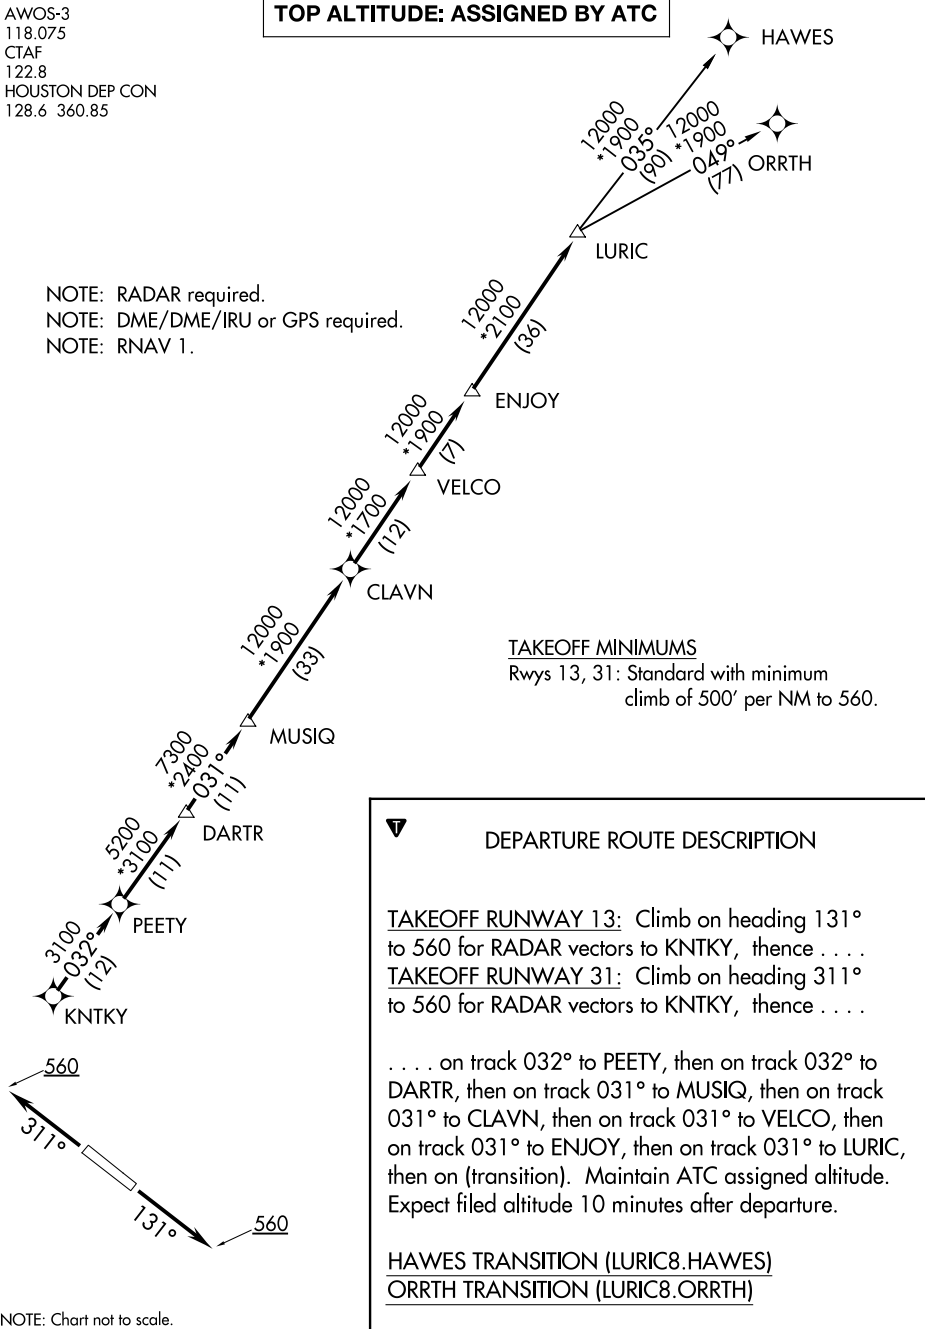 AWOS-3
118.075
CTAF
122.8
HOUSTON DEP CON
128.6 360.85
TOP ALTITUDE: ASSIGNED BY ATC
HAWES
12000
*1900
035°
(90)
12000
*1900
049°
(77)
ORRTH
LURIC
NOTE: RADAR required.
NOTE: DME/DME/IRU or GPS required.
NOTE: RNAV 1.
12000
*2100
(36)
ENJOY
12000
*1900
(7)
VELCO
12000
*1700
(12)
CLAVN
12000
*1900
(33)
TAKEOFF MINIMUMS
Rwys 13, 31: Standard with minimum
climb of 500' per NM to 560.
MUSIQ
7300
*2400
031°
(11)
DARTR
5200
*3100
(11)
PEETY
3100
032°
(12)
KNTKY
560
311°
131°
560
T
DEPARTURE ROUTE DESCRIPTION
TAKEOFF RUNWAY 13: Climb on heading 131°
to 560 for RADAR vectors to KNTKY, thence . . . .
TAKEOFF RUNWAY 31: Climb on heading 311°
to 560 for RADAR vectors to KNTKY, thence . . . .
. . . . on track 032° to PEETY, then on track 032° to
DARTR, then on track 031° to MUSIQ, then on track
031° to CLAVN, then on track 031° to VELCO, then
on track 031° to ENJOY, then on track 031° to LURIC,
then on (transition). Maintain ATC assigned altitude.
Expect filed altitude 10 minutes after departure.
HAWES TRANSITION (LURIC8.HAWES)
ORRTH TRANSITION (LURIC8.ORRTH)
NOTE: Chart not to scale.